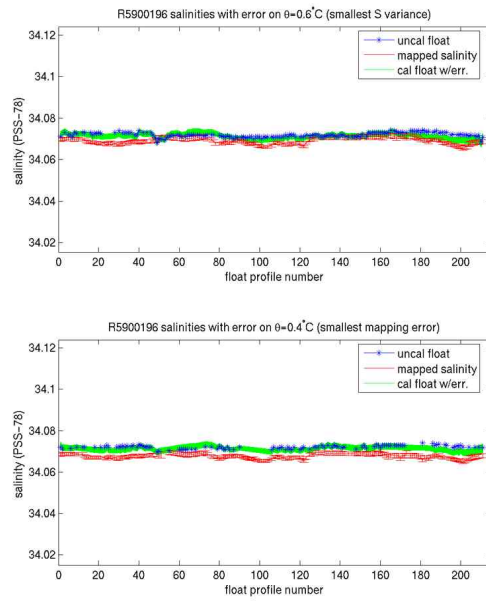 R5900196 salinities with error on θ=0.6°C (smallest S variance)
34.12
34.1
34.08
34.06
34.04
34.02
salinity (PSS-78)
uncal float
mapped salinity
cal float w/err.
0 20 40 60 80 100 120 140 160 180 200
float profile number
R5900196 salinities with error on θ=0.4°C (smallest mapping error)
34.12
34.1
34.08
34.06
34.04
34.02
salinity (PSS-78)
uncal float
mapped salinity
cal float w/err.
0 20 40 60 80 100 120 140 160 180 200
float profile number